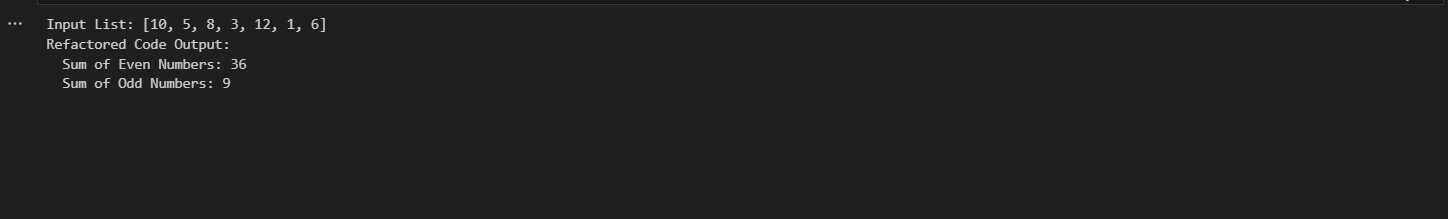 Input List: [10, 5, 8, 3, 12, 1, 6]
Refactored Code Output:
  Sum of Even Numbers: 36
  Sum of Odd Numbers: 9